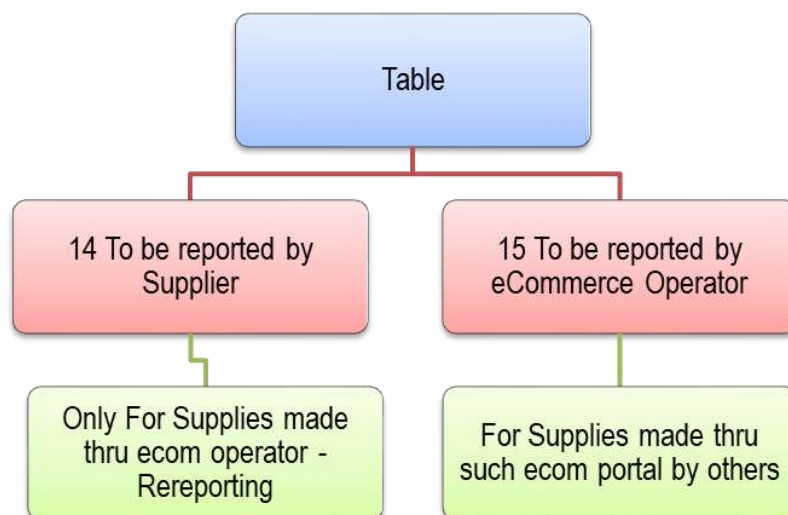 Table
14 To be reported by
Supplier
15 To be reported by
eCommerce Operator
Only For Supplies made
thru ecom operator -
Rereporting
For Supplies made thru
such ecom portal by others